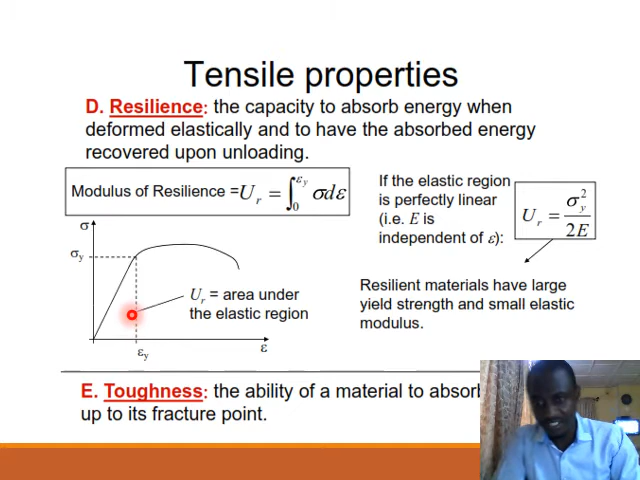 Tensile properties
D. Resilience: the capacity to absorb energy when
deformed elastically and to have the absorbed energy
recovered upon unloading.
Modulus of Resilience =U_r = ∫_0^{ε_y} σdε
If the elastic region
is perfectly linear
(i.e. E is
independent of ε):
U_r = σ_y^2 / 2E
σ
σy
U_r = area under
the elastic region
εy
ε
Resilient materials have large
yield strength and small elastic
modulus.
E. Toughness: the ability of a material to absorb
up to its fracture point.